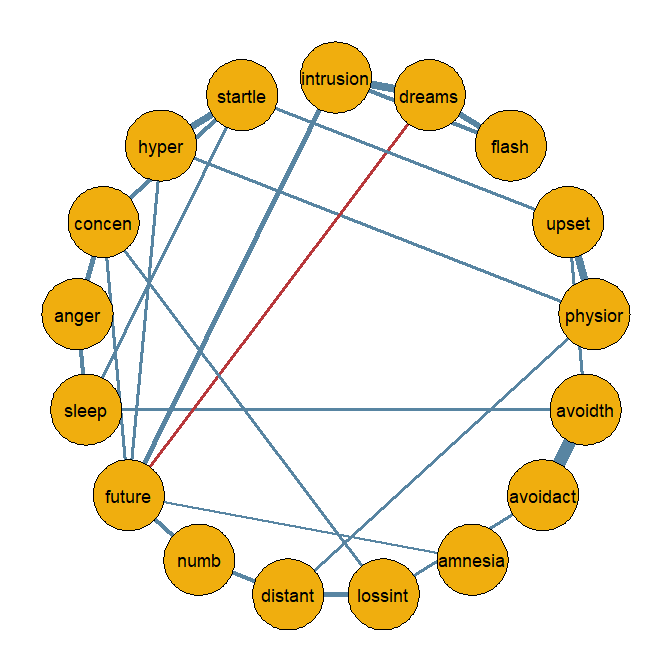 intrusion
dreams
flash
upset
physior
avoidth
avoidact
amnesia
lossint
distant
numb
future
sleep
anger
concen
hyper
startle